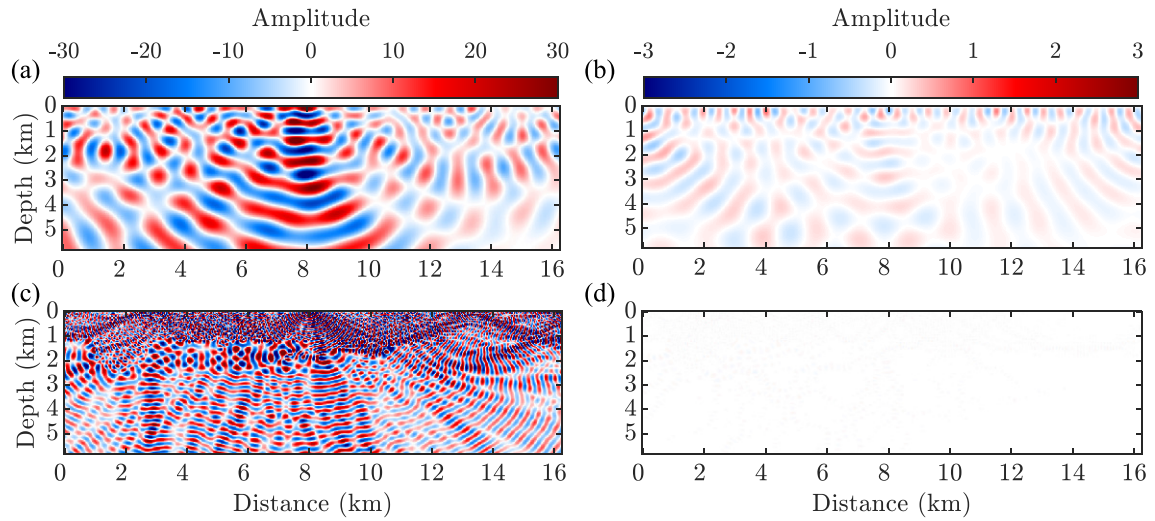 Amplitude
Amplitude
-30 -20 -10 0 10 20 30
-3 -2 -1 0 1 2 3
(a)
(b)
0 1 2 3 4 5
Depth (km)
0 2 4 6 8 10 12 14 16
0 1 2 3 4 5
0 2 4 6 8 10 12 14 16
(c)
(d)
0 1 2 3 4 5
Depth (km)
0 2 4 6 8 10 12 14 16
Distance (km)
0 1 2 3 4 5
0 2 4 6 8 10 12 14 16
Distance (km)